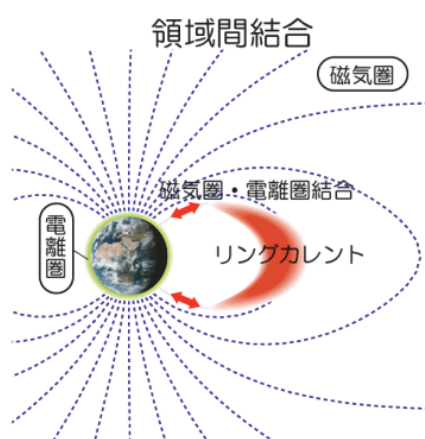 領域間結合
磁気圏
磁気圏・電離圏結合
電離圏
リングカレント